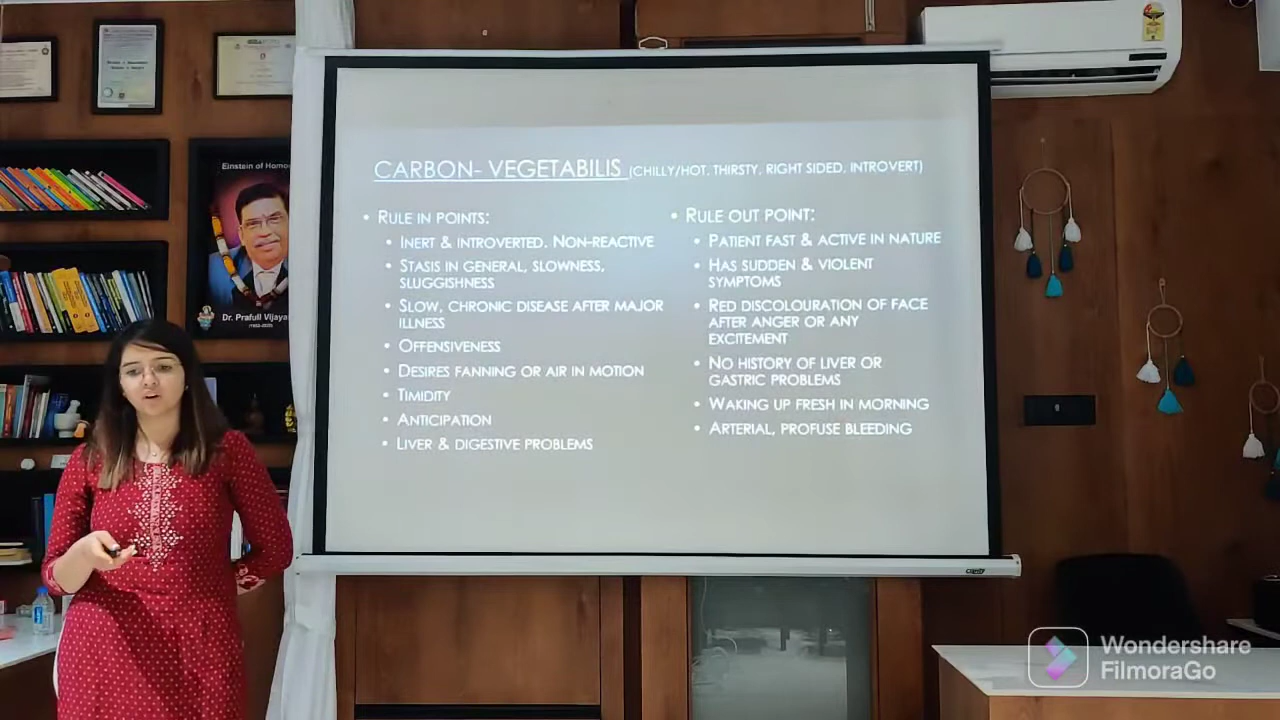 Einstein of Homoeo
Dr. Prafull Vijayak
CARBON- VEGETABILIS (CHILLY/HOT, THIRSTY, RIGHT SIDED, INTROVERT)
• RULE IN POINTS:
• INERT & INTROVERTED. NON-REACTIVE
• STASIS IN GENERAL, SLOWNESS,
SLUGGISHNESS
• SLOW, CHRONIC DISEASE AFTER MAJOR
ILLNESS
• OFFENSIVENESS
• DESIRES FANNING OR AIR IN MOTION
• TIMIDITY
• ANTICIPATION
• LIVER & DIGESTIVE PROBLEMS
• RULE OUT POINT:
• PATIENT FAST & ACTIVE IN NATURE
• HAS SUDDEN & VIOLENT
SYMPTOMS
• RED DISCOLOURATION OF FACE
AFTER ANGER OR ANY
EXCITEMENT
• NO HISTORY OF LIVER OR
GASTRIC PROBLEMS
• WAKING UP FRESH IN MORNING
• ARTERIAL, PROFUSE BLEEDING
Wondershare
FilmoraGo